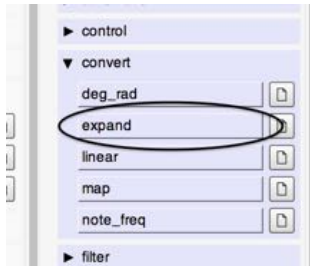 control
convert
deg_rad
expand
linear
map
note_freq
filter